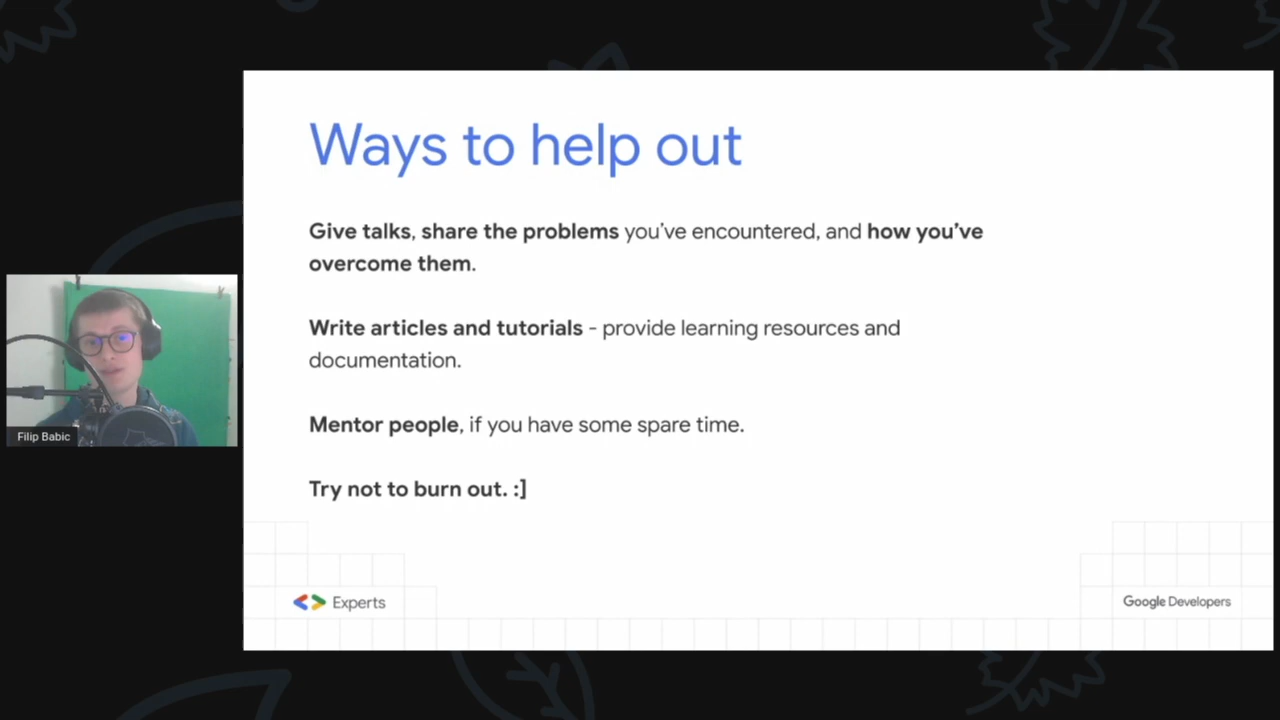 Ways to help out
Give talks, share the problems you’ve encountered, and how you’ve
overcome them.
Write articles and tutorials - provide learning resources and
documentation.
Mentor people, if you have some spare time.
Try not to burn out. :]
Filip Babic
Experts
Google Developers